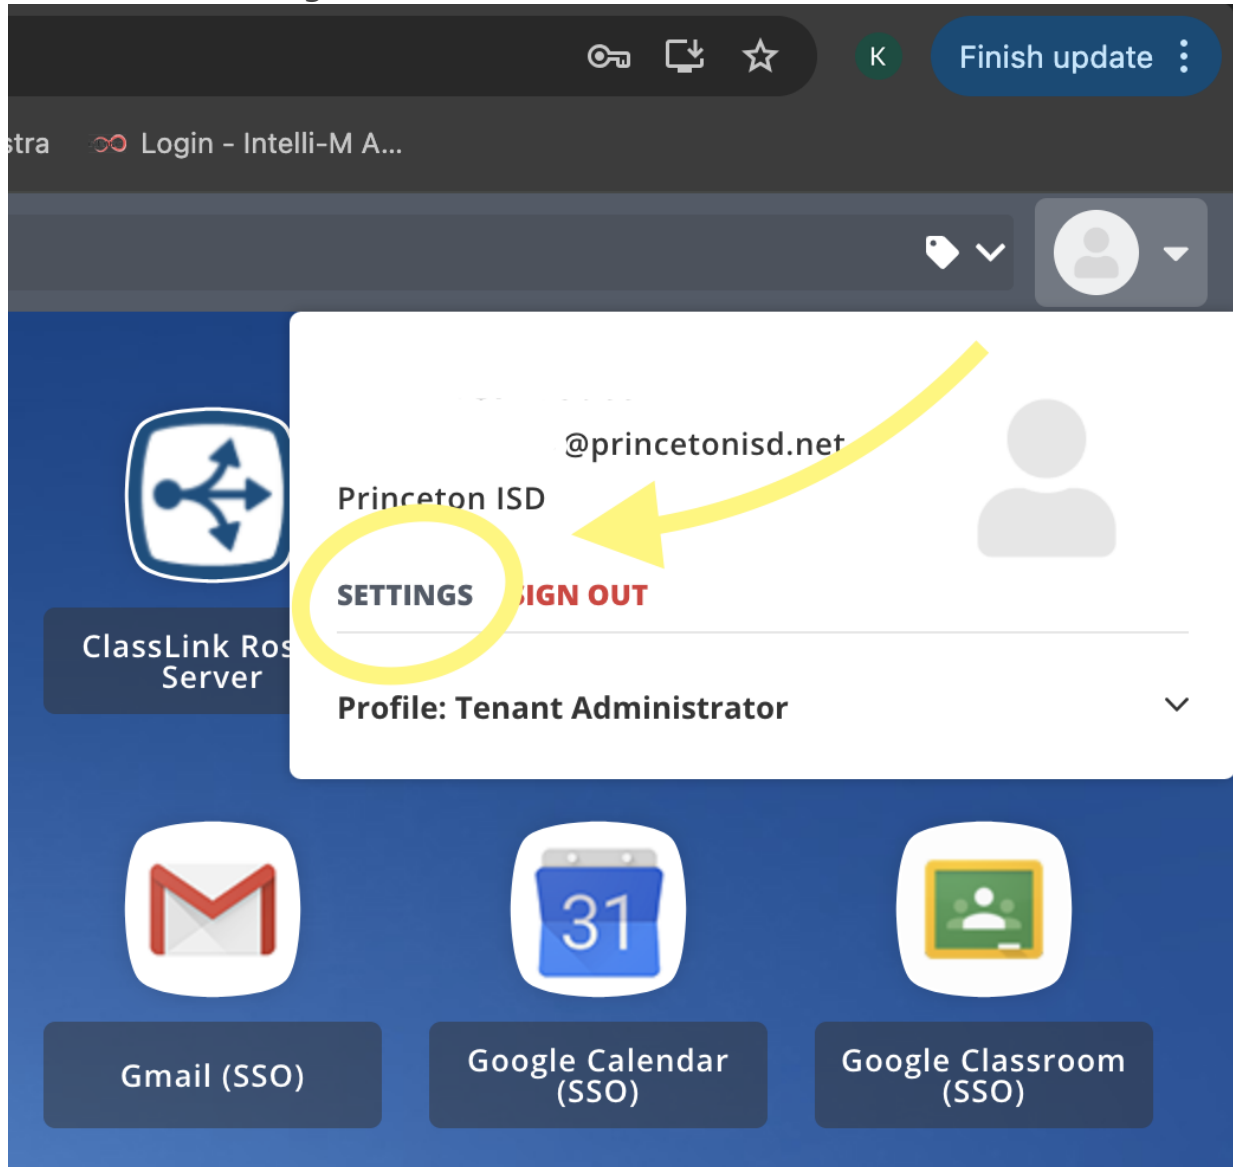 K
Finish update
stra
Login - Intelli-M A...
@princetonisd.net
Princeton ISD
SETTINGS
SIGN OUT
ClassLink Ros
Server
Profile: Tenant Administrator
31
Gmail (SSO)
Google Calendar
(SSO)
Google Classroom
(SSO)